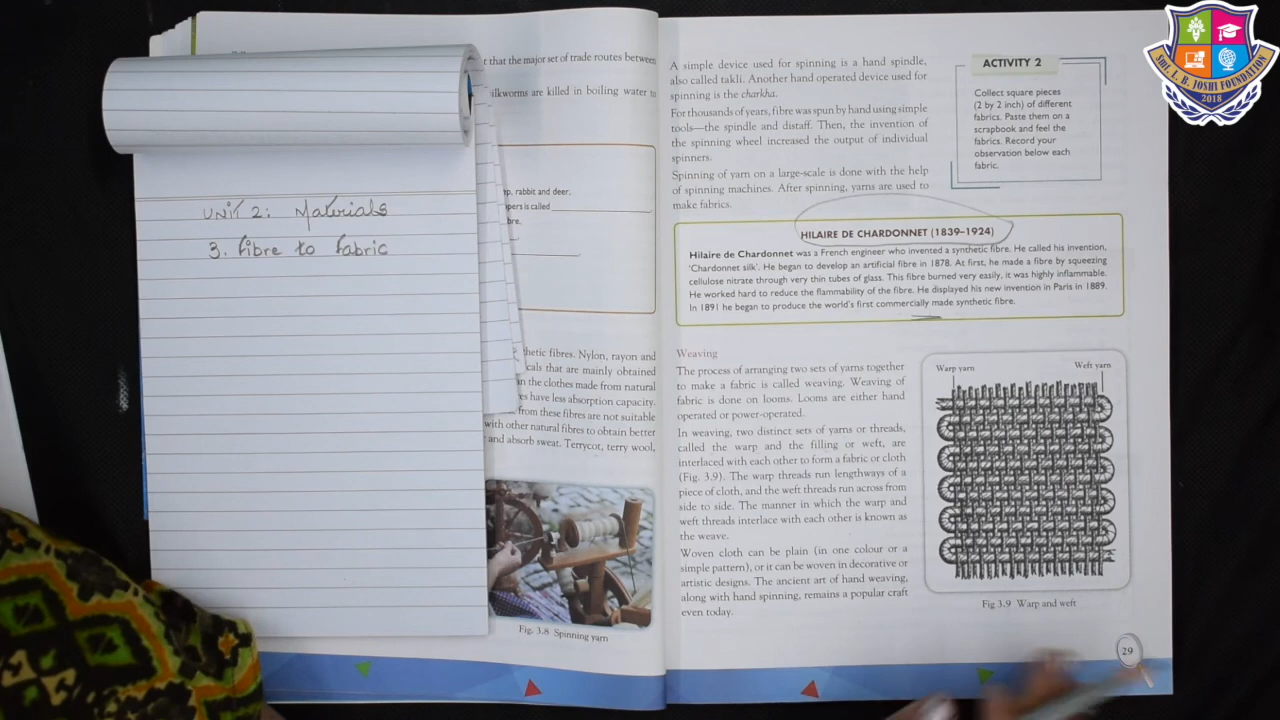 UNIT 2: Materials
3. Fibre to fabric
t that the major set of trade routes between
silkworms are killed in boiling water to
rabbit and deer.
pers is called
bre.
hetic fibres. Nylon, rayon and
cals that are mainly obtained
n the clothes made from natural
es have less absorption capacity.
from these fibres are not suitable
with other natural fibres to obtain better
and absorb sweat. Terrycot, terry wool,
Fig. 3.8 Spinning yarn
A simple device used for spinning is a hand spindle,
also called takli. Another hand operated device used for
spinning is the charkha.
For thousands of years, fibre was spun by hand using simple
tools—the spindle and distaff. Then, the invention of
the spinning wheel increased the output of individual
spinners.
Spinning of yarn on a large-scale is done with the help
of spinning machines. After spinning, yarns are used to
make fabrics.
ACTIVITY 2
Collect square pieces
(2 by 2 inch) of different
fabrics. Paste them on a
scrapbook and feel the
fabrics. Record your
observation below each
fabric.
HILAIRE DE CHARDONNET (1839–1924)
Hilaire de Chardonnet was a French engineer who invented a synthetic fibre. He called his invention,
'Chardonnet silk'. He began to develop an artificial fibre in 1878. At first, he made a fibre by squeezing
cellulose nitrate through very thin tubes of glass. This fibre burned very easily, it was highly inflammable.
He worked hard to reduce the flammability of the fibre. He displayed his new invention in Paris in 1889.
In 1891 he began to produce the world's first commercially made synthetic fibre.
Weaving
The process of arranging two sets of yarns together
to make a fabric is called weaving. Weaving of
fabric is done on looms. Looms are either hand
operated or power-operated.
In weaving, two distinct sets of yarns or threads,
called the warp and the filling or weft, are
interlaced with each other to form a fabric or cloth
(Fig. 3.9). The warp threads run lengthways of a
piece of cloth, and the weft threads run across from
side to side. The manner in which the warp and
weft threads interlace with each other is known as
the weave.
Woven cloth can be plain (in one colour or a
simple pattern), or it can be woven in decorative or
artistic designs. The ancient art of hand weaving,
along with hand spinning, remains a popular craft
even today.
Warp yarn
Weft yarn
Fig 3.9 Warp and weft
29
SMT. L. B. JOSHI FOUNDATION
2018